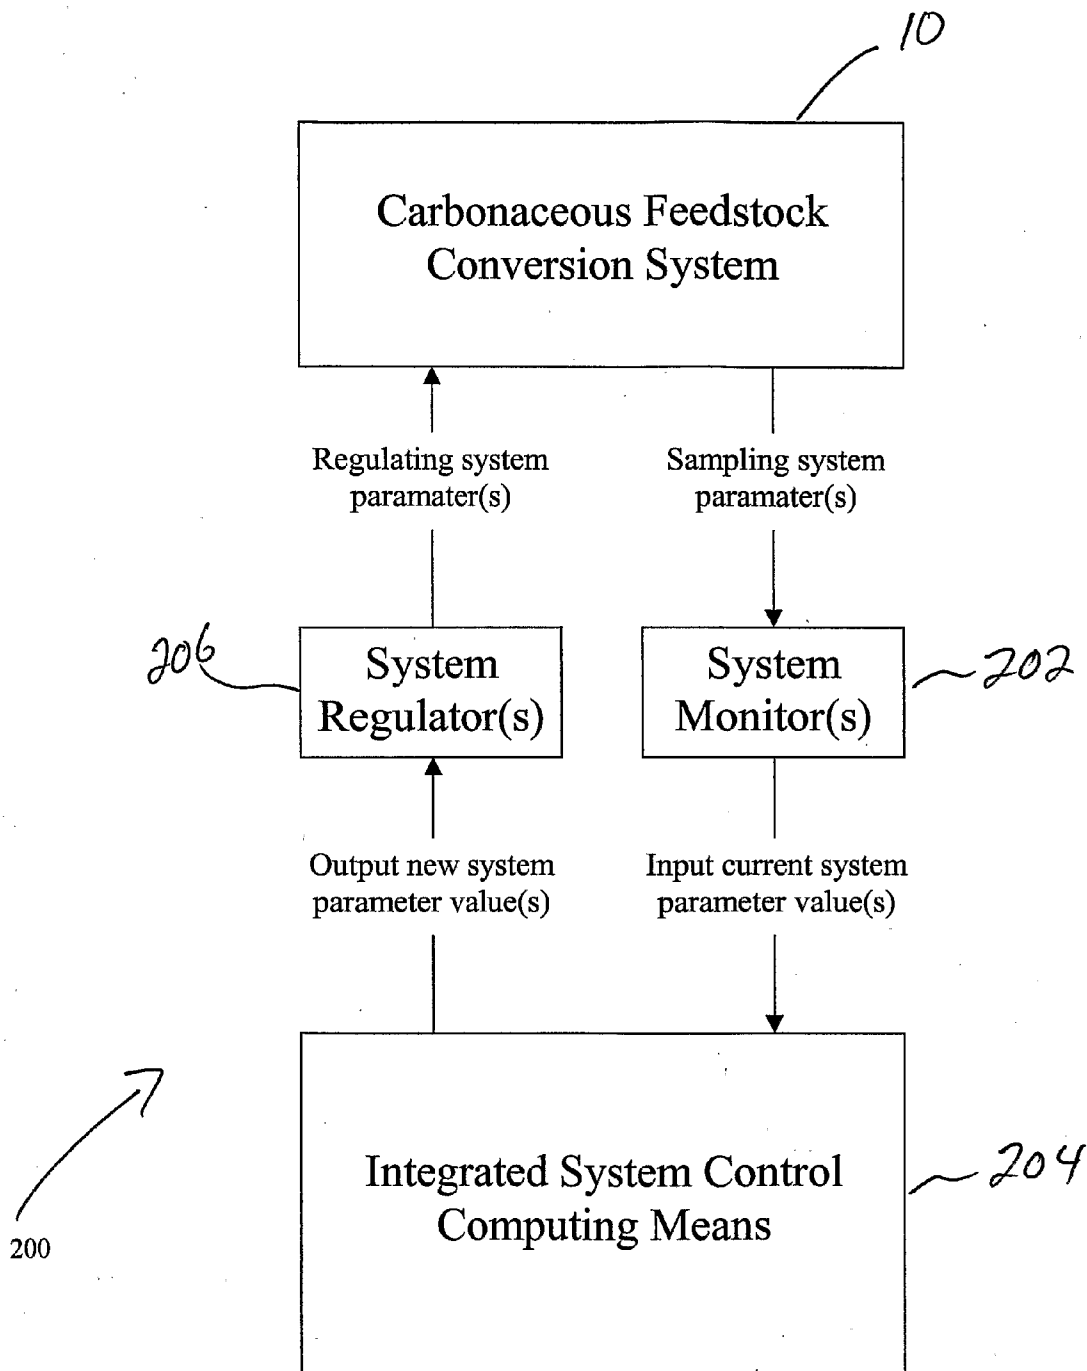 10
Carbonaceous Feedstock
Conversion System
Regulating system
paramater(s)
Sampling system
paramater(s)
206
System
Regulator(s)
System
Monitor(s)
202
Output new system
parameter value(s)
Input current system
parameter value(s)
Integrated System Control
Computing Means
204
200